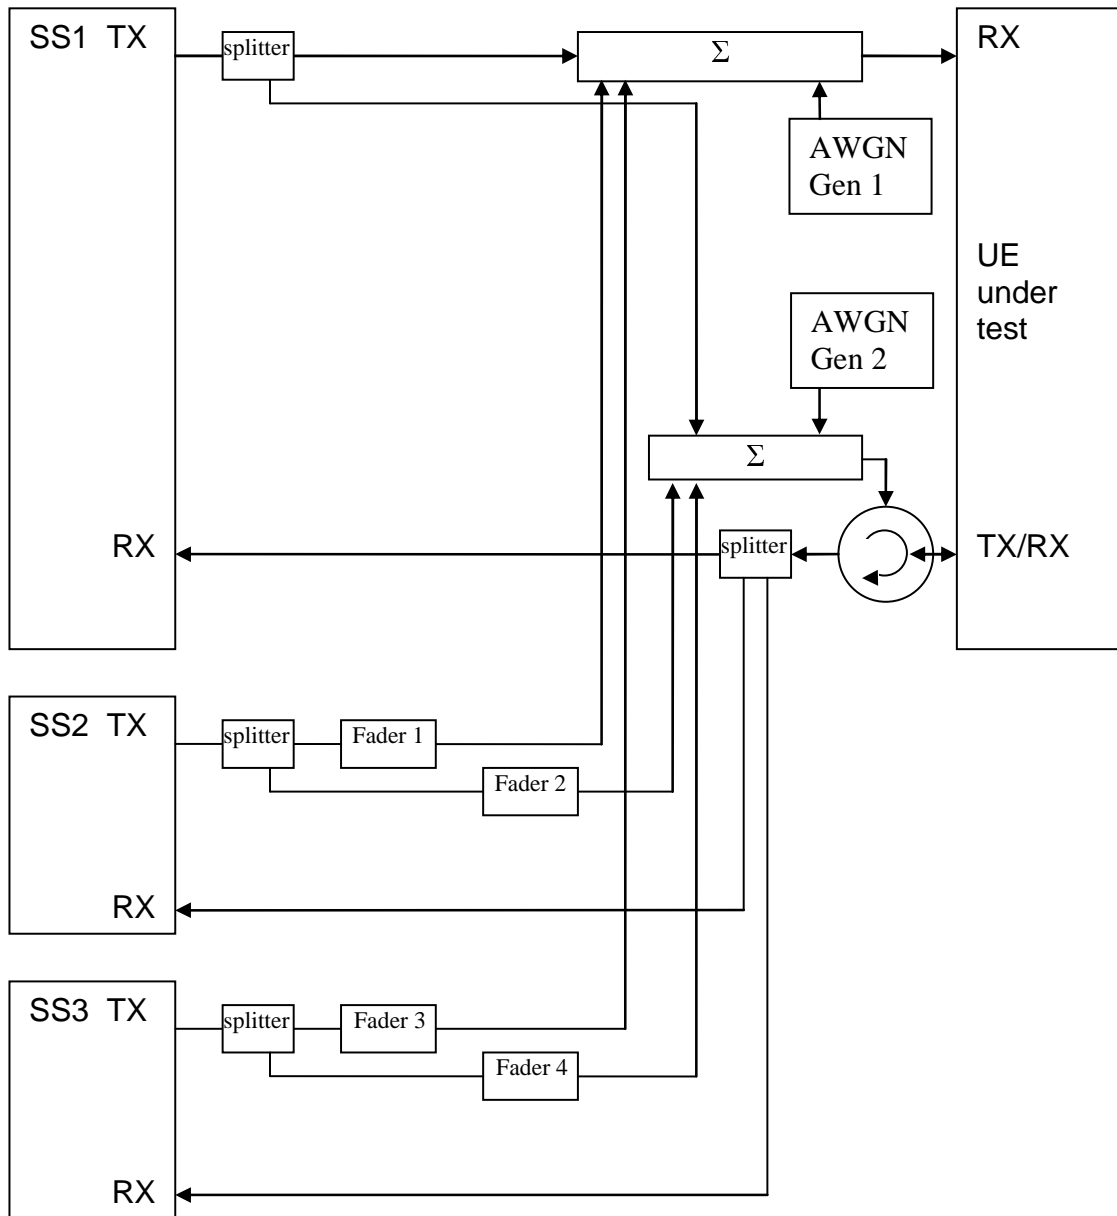 SS1 TX
splitter
Σ
RX
AWGN
Gen 1
UE
under
test
AWGN
Gen 2
Σ
RX
splitter
TX/RX
SS2 TX
splitter
Fader 1
Fader 2
RX
SS3 TX
splitter
Fader 3
Fader 4
RX